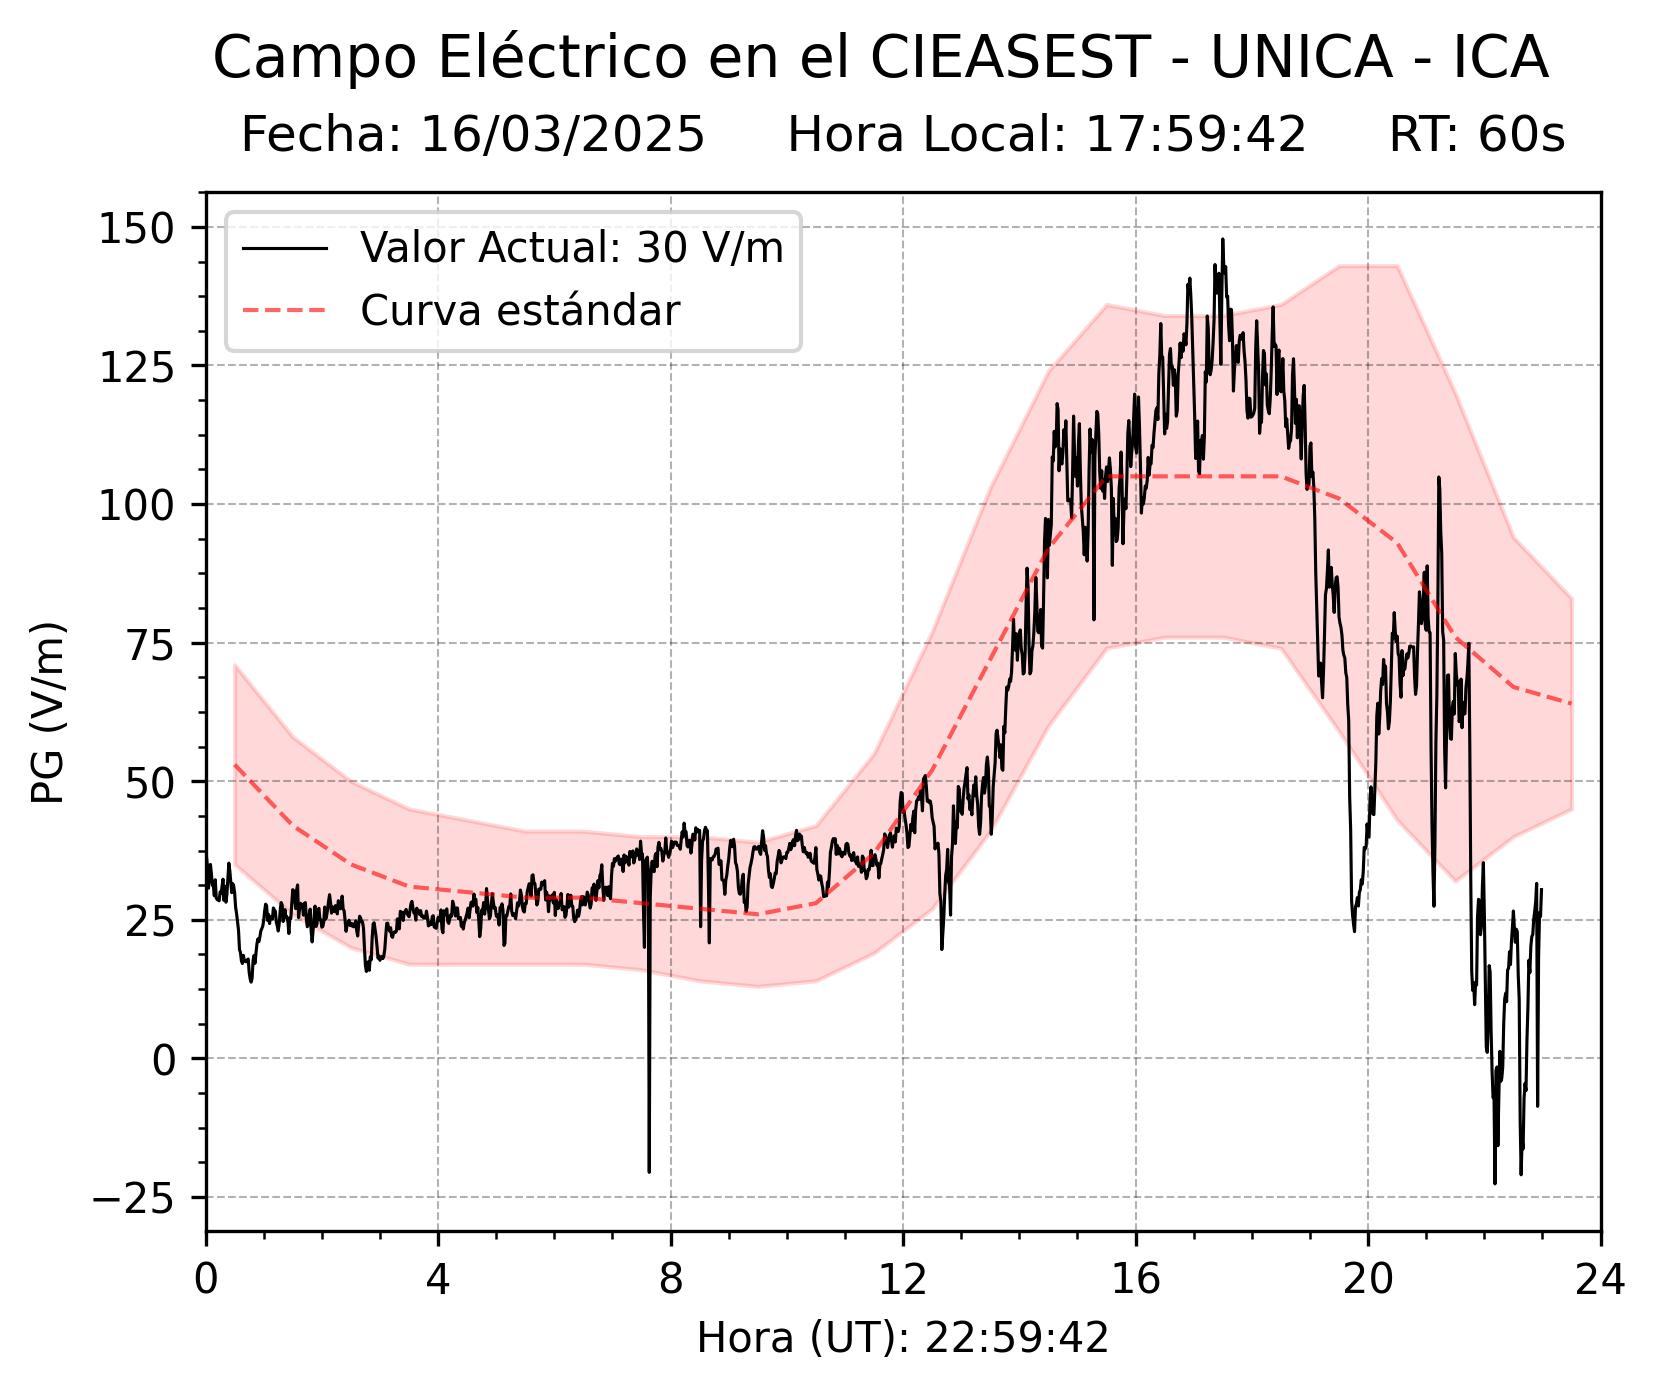 Campo Eléctrico en el CIEASEST - UNICA - ICA
Fecha: 16/03/2025 Hora Local: 17:59:42 RT: 60s
Valor Actual: 30 V/m
Curva estándar
150
125
100
75
50
25
0
−25
PG (V/m)
0 4 8 12 16 20 24
Hora (UT): 22:59:42